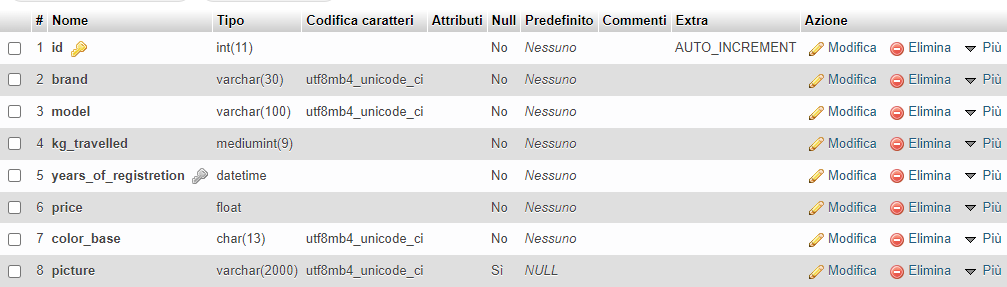 # Nome Tipo Codifica caratteri Attributi Null Predefinito Commenti Extra Azione
1 id int(11) No Nessuno AUTO_INCREMENT Modifica Elimina Più
2 brand varchar(30) utf8mb4_unicode_ci No Nessuno Modifica Elimina Più
3 model varchar(100) utf8mb4_unicode_ci No Nessuno Modifica Elimina Più
4 kg_travelled mediumint(9) No Nessuno Modifica Elimina Più
5 years_of_registretion datetime No Nessuno Modifica Elimina Più
6 price float No Nessuno Modifica Elimina Più
7 color_base char(13) utf8mb4_unicode_ci No Nessuno Modifica Elimina Più
8 picture varchar(2000) utf8mb4_unicode_ci Sì NULL Modifica Elimina Più